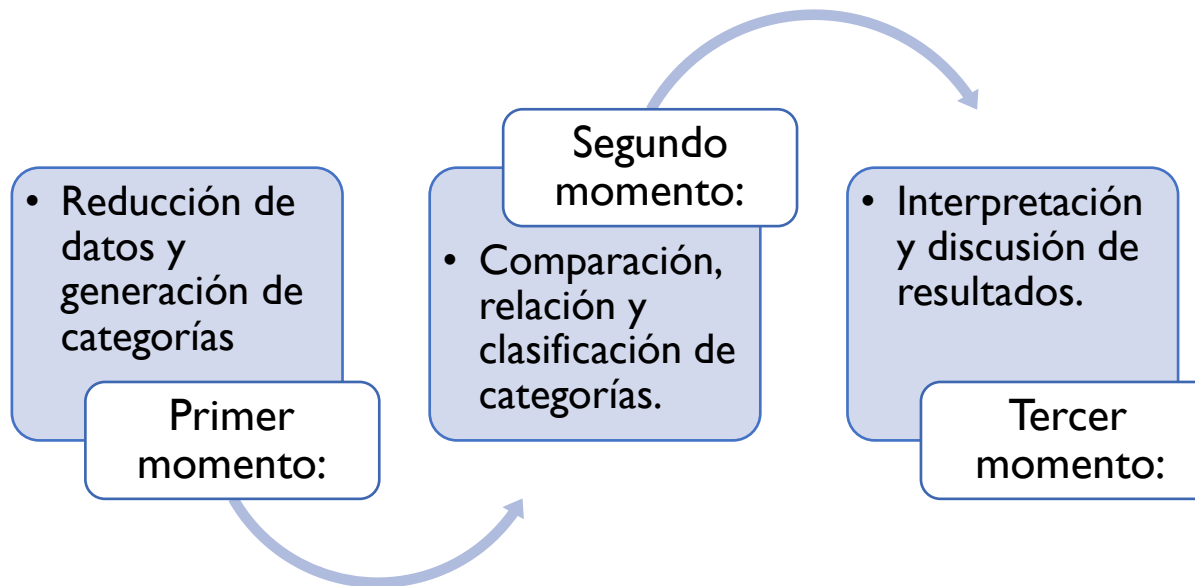 • Reducción de
datos y
generación de
categorías
Primer
momento:
Segundo
momento:
• Comparación,
relación y
clasificación de
categorías.
• Interpretación
y discusión de
resultados.
Tercer
momento: